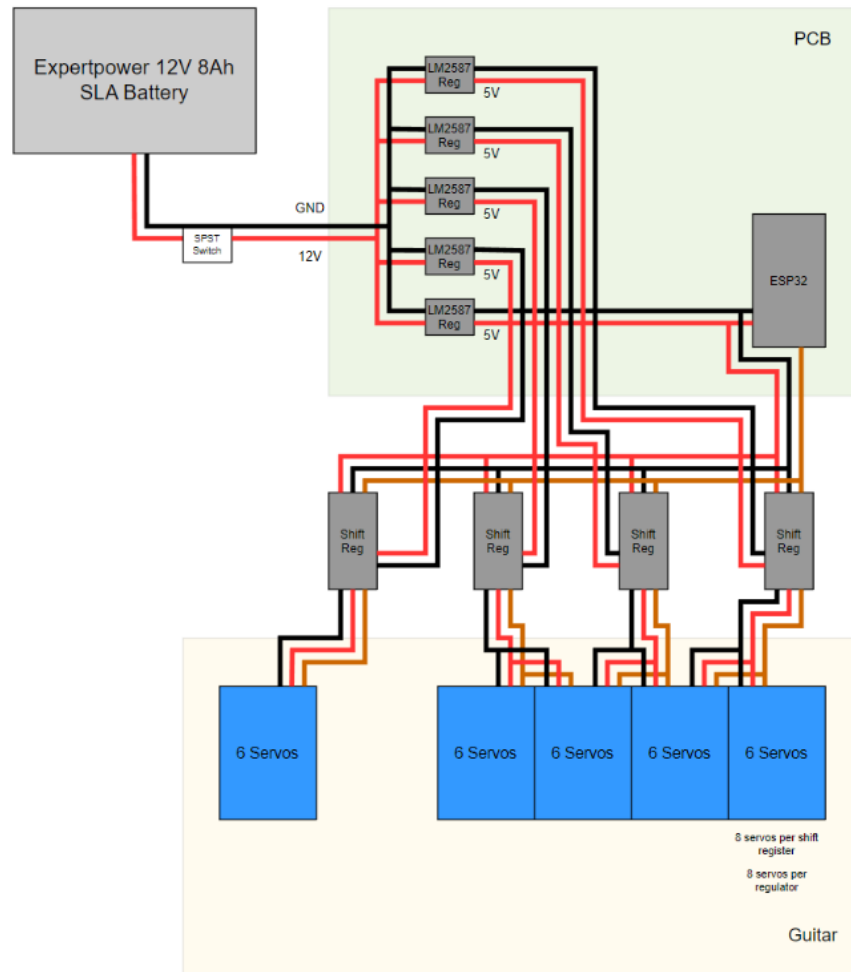 Expertpower 12V 8Ah
SLA Battery
PCB
LM2587
Reg
5V
LM2587
Reg
5V
LM2587
Reg
5V
LM2587
Reg
5V
LM2587
Reg
5V
GND
SPST
Switch
12V
ESP32
Shift
Reg
Shift
Reg
Shift
Reg
Shift
Reg
6 Servos
6 Servos
6 Servos
6 Servos
6 Servos
8 servos per shift
register
8 servos per
regulator
Guitar